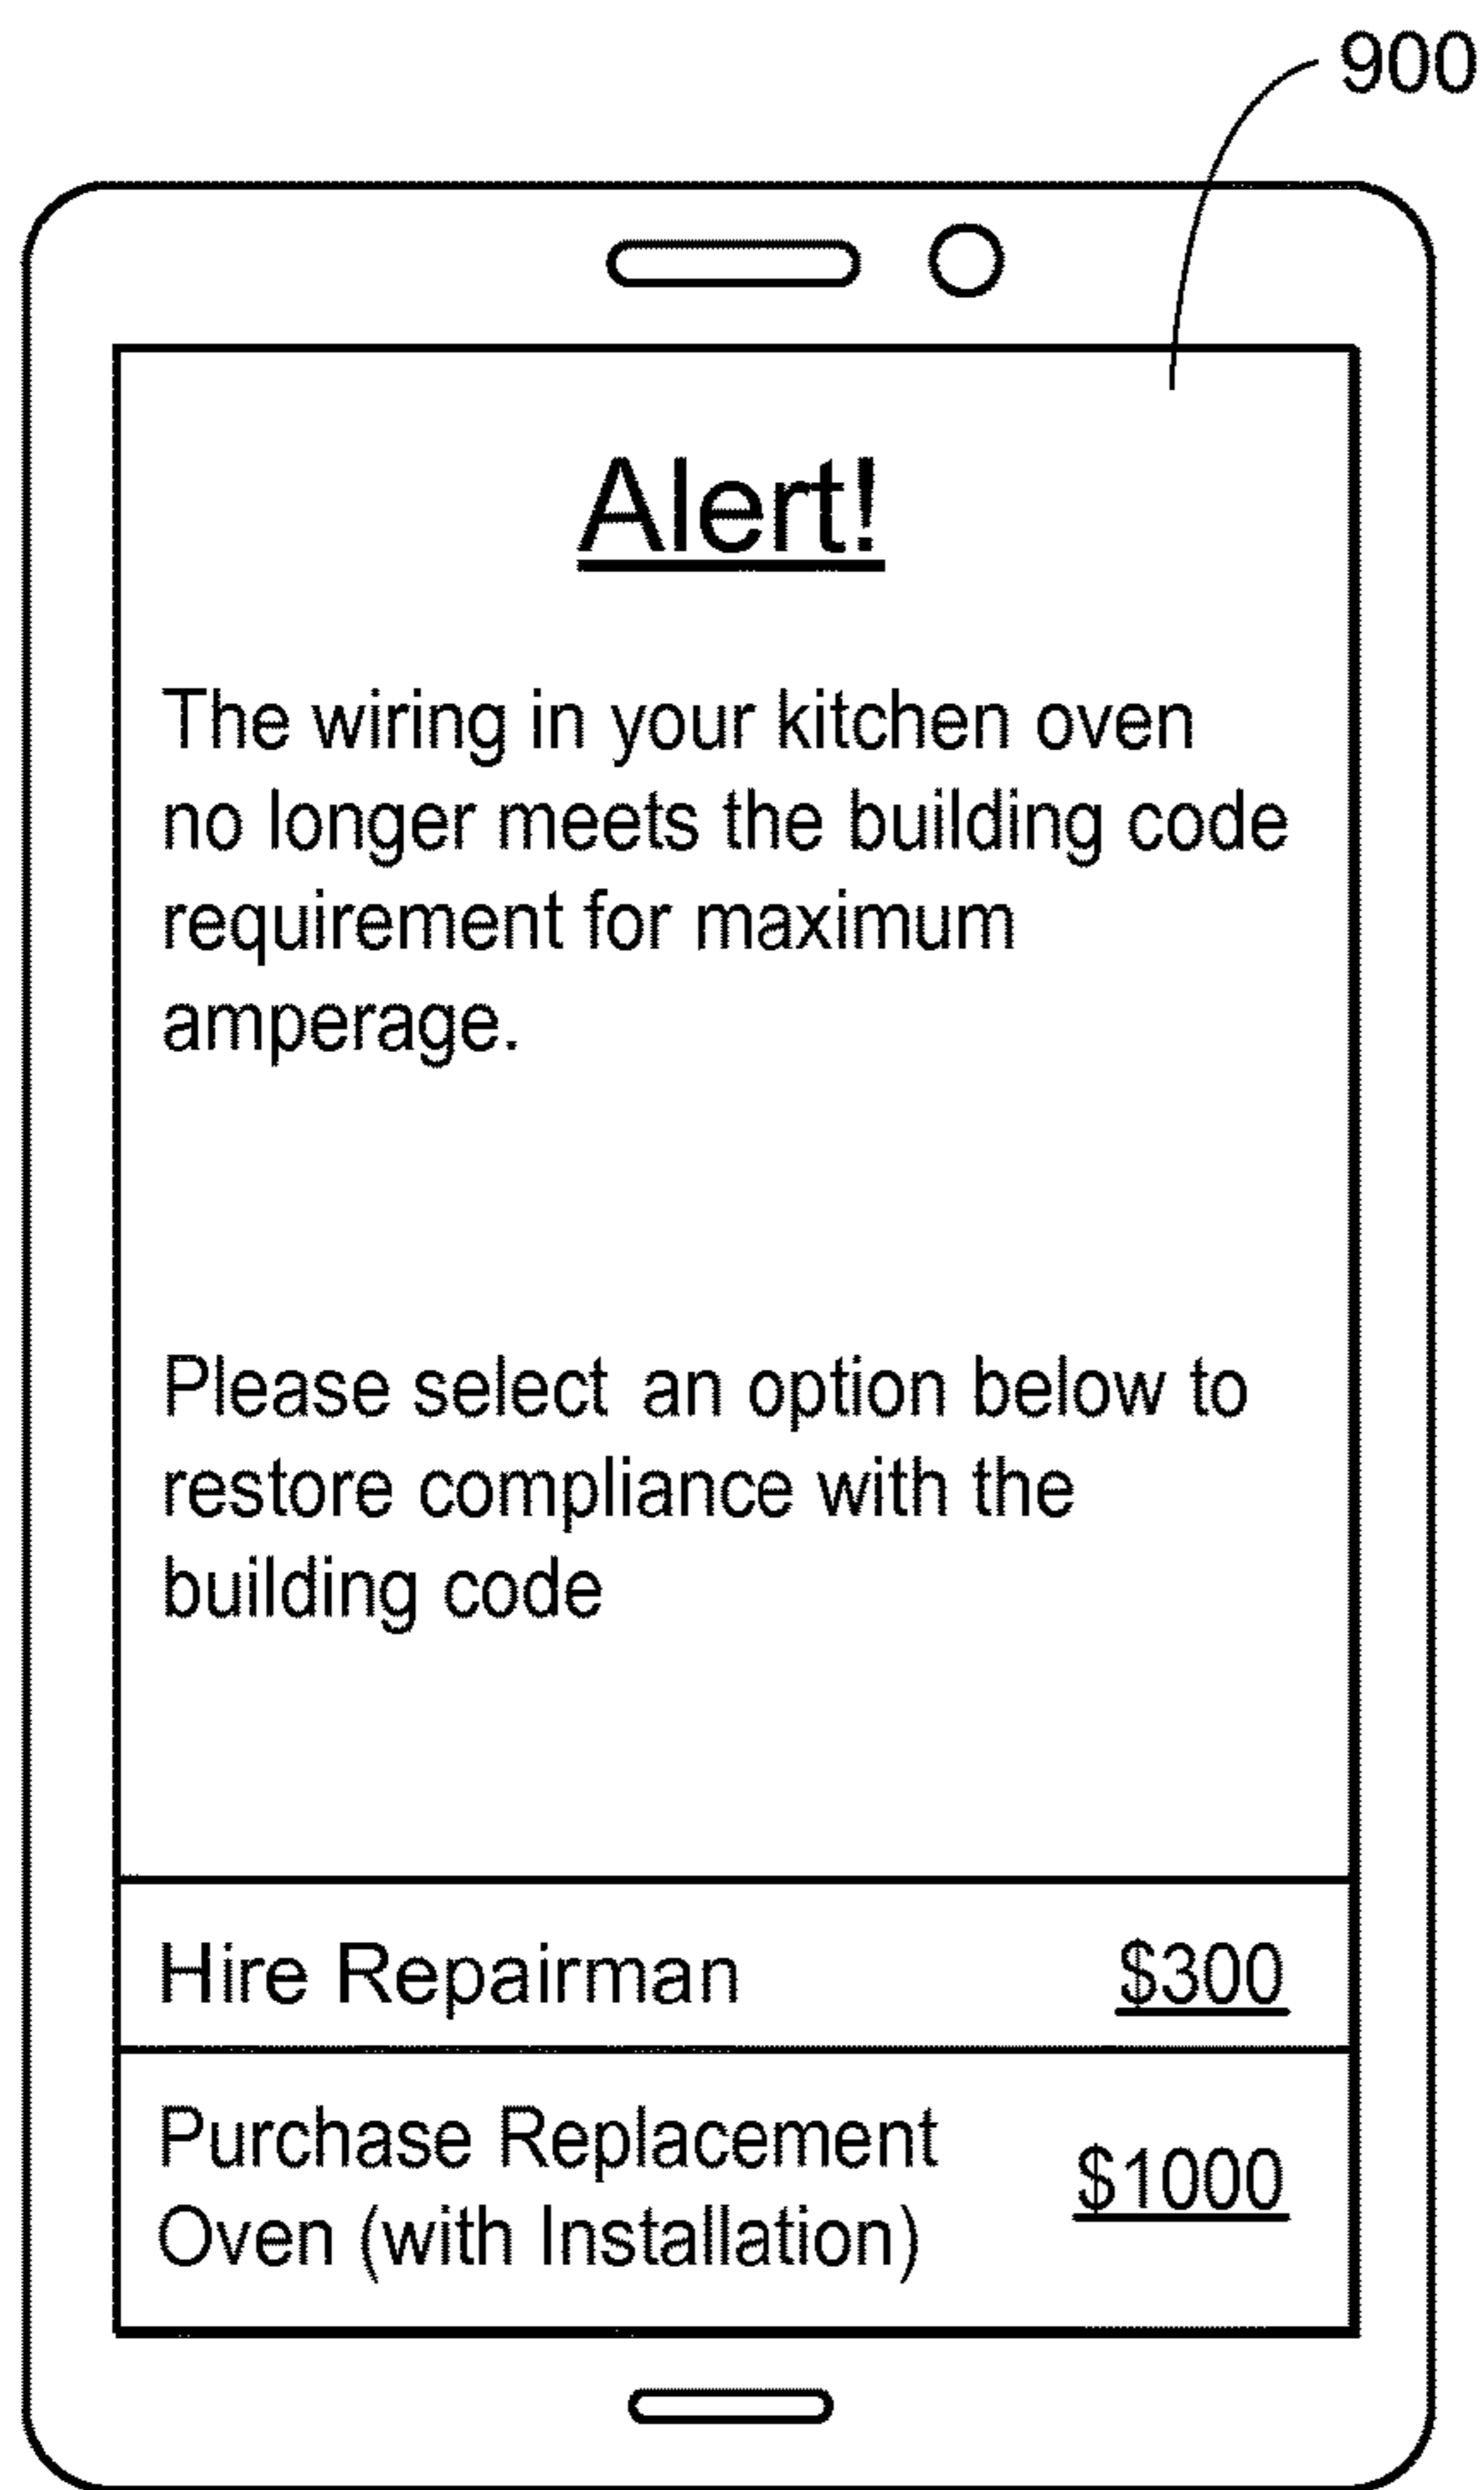 900
Alert!
The wiring in your kitchen oven
no longer meets the building code
requirement for maximum
amperage.
Please select an option below to
restore compliance with the
building code
Hire Repairman $300
Purchase Replacement
Oven (with Installation) $1000